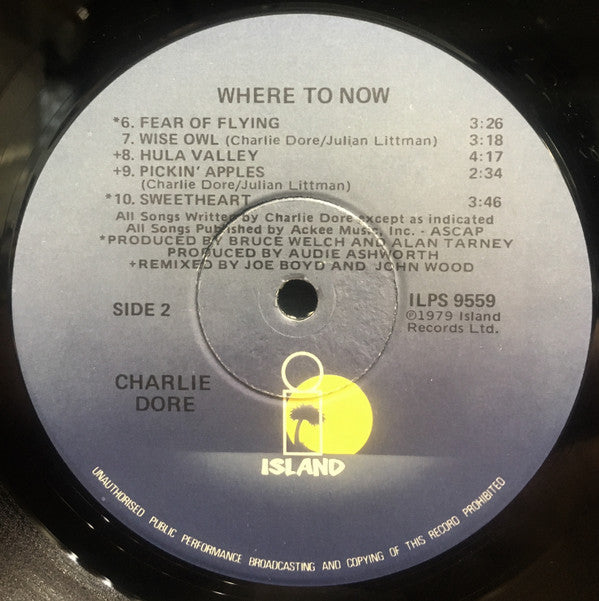 WHERE TO NOW
*6. FEAR OF FLYING 3:26
7. WISE OWL (Charlie Dore/Julian Littman) 3:18
+8. HULA VALLEY 4:17
+9. PICKIN' APPLES 2:34
(Charlie Dore/Julian Littman)
*10. SWEETHEART 3:46
All Songs Written by Charlie Dore except as indicated
All Songs Published by Ackee Music, Inc. - ASCAP
*PRODUCED BY BRUCE WELCH AND ALAN TARNEY
PRODUCED BY AUDIE ASHWORTH
+REMIXED BY JOE BOYD AND JOHN WOOD
SIDE 2
ILPS 9559
©1979 Island
Records Ltd.
CHARLIE
DORE
ISLAND
UNAUTHORISED PUBLIC PERFORMANCE BROADCASTING AND COPYING OF THIS RECORD PROHIBITED